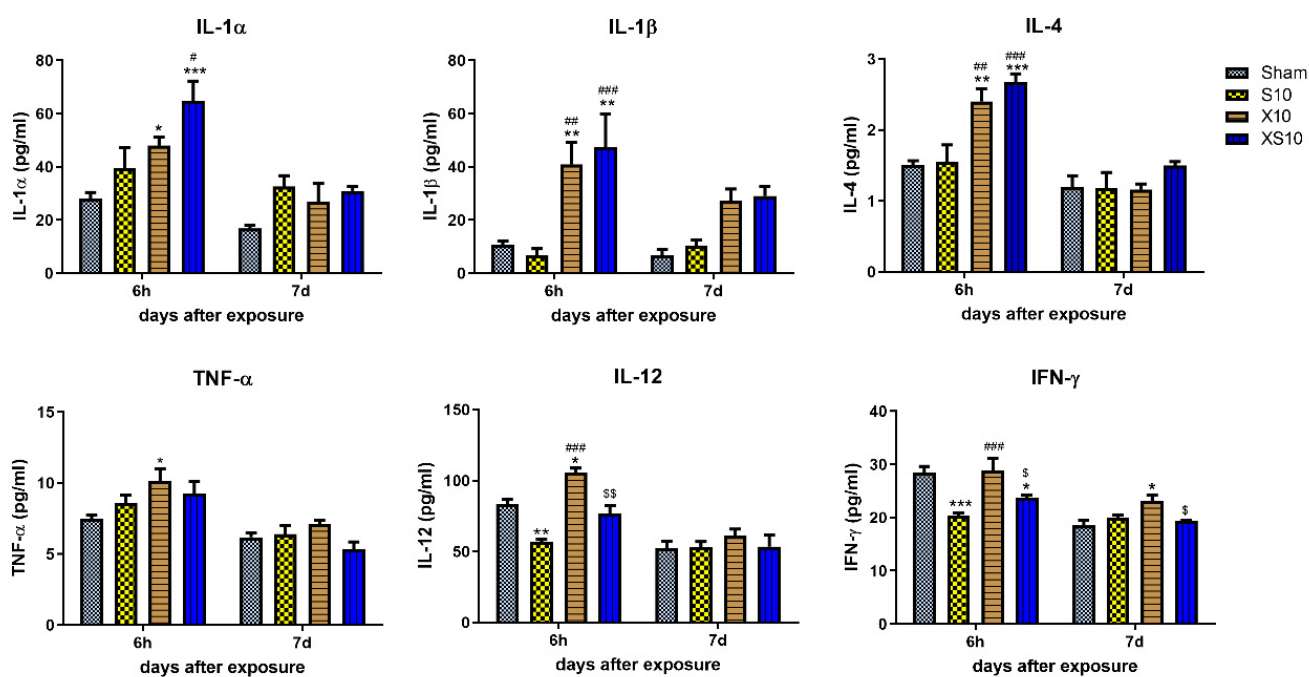 IL-1α
IL-1α (pg/ml)
80
60
40
20
0
#
***
*
6h
7d
days after exposure
IL-1β
IL-1β (pg/ml)
80
60
40
20
0
##
**
###
**
6h
7d
days after exposure
IL-4
IL-4 (pg/ml)
3
2
1
0
##
**
###
***
6h
7d
days after exposure
Sham
S10
X10
XS10
TNF-α
TNF-α (pg/ml)
15
10
5
0
*
6h
7d
days after exposure
IL-12
IL-12 (pg/ml)
150
100
50
0
**
###
*
$$
6h
7d
days after exposure
IFN-γ
IFN-γ (pg/ml)
40
30
20
10
0
***
###
$
*
*
$
6h
7d
days after exposure